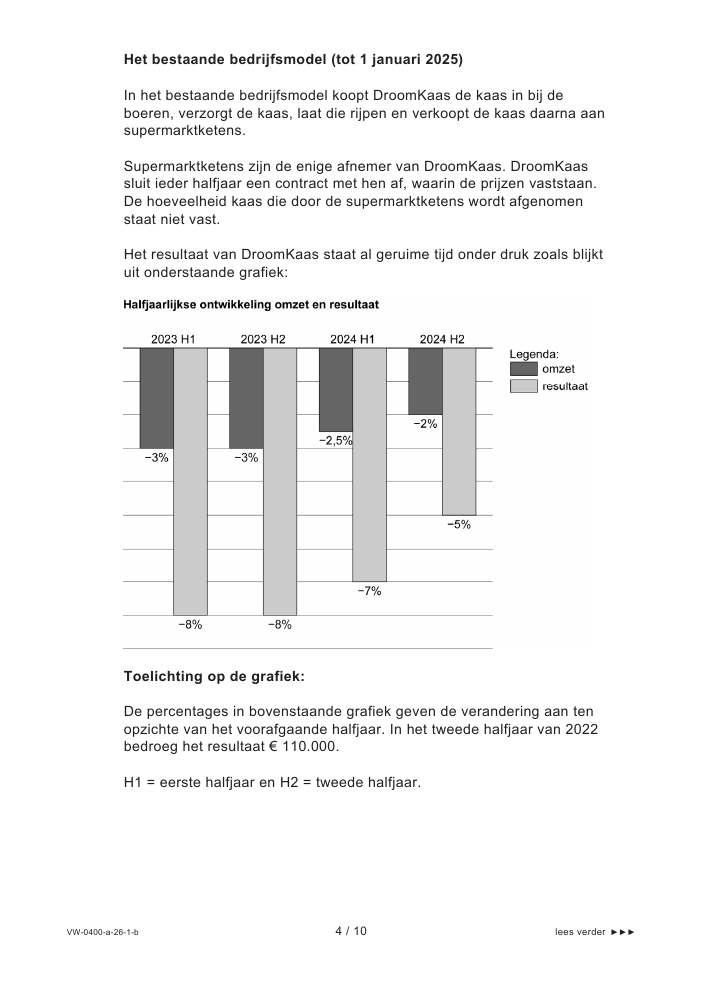 Het bestaande bedrijfsmodel (tot 1 januari 2025)
In het bestaande bedrijfsmodel koopt DroomKaas de kaas in bij de
boeren, verzorgt de kaas, laat die rijpen en verkoopt de kaas daarna aan
supermarktketens.
Supermarktketens zijn de enige afnemer van DroomKaas. DroomKaas
sluit ieder halfjaar een contract met hen af, waarin de prijzen vaststaan.
De hoeveelheid kaas die door de supermarktketens wordt afgenomen
staat niet vast.
Het resultaat van DroomKaas staat al geruime tijd onder druk zoals blijkt
uit onderstaande grafiek:
Halfjaarlijkse ontwikkeling omzet en resultaat
2023 H1 2023 H2 2024 H1 2024 H2
Legenda:
omzet
resultaat
−2%
−2,5%
−3% −3%
−5%
−7%
−8% −8%
Toelichting op de grafiek:
De percentages in bovenstaande grafiek geven de verandering aan ten
opzichte van het voorafgaande halfjaar. In het tweede halfjaar van 2022
bedroeg het resultaat € 110.000.
H1 = eerste halfjaar en H2 = tweede halfjaar.
VW-0400-a-26-1-b 4 / 10 lees verder ►►►